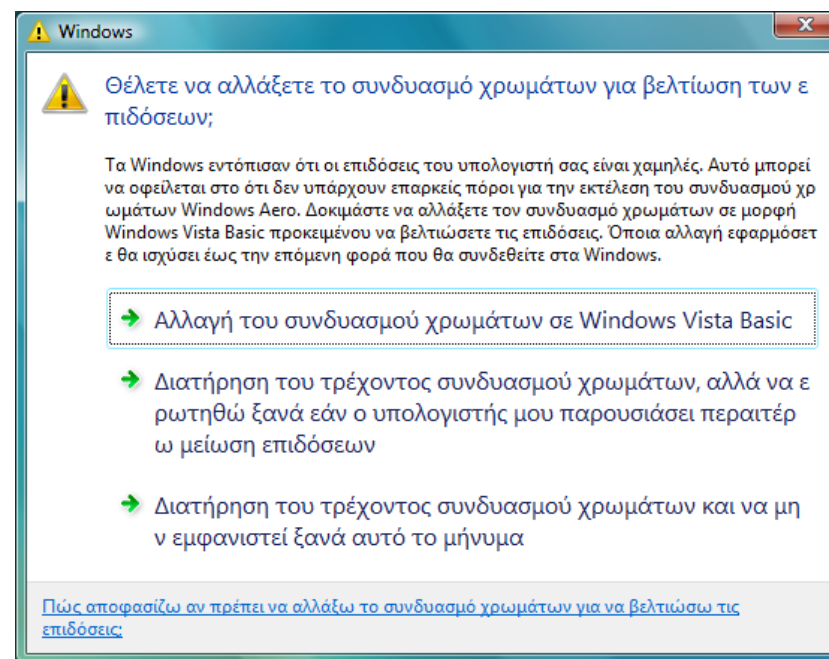 Windows
Θέλετε να αλλάξετε το συνδυασμό χρωμάτων για βελτίωση των ε
πιδόσεων;
Τα Windows εντόπισαν ότι οι επιδόσεις του υπολογιστή σας είναι χαμηλές. Αυτό μπορεί
να οφείλεται στο ότι δεν υπάρχουν επαρκείς πόροι για την εκτέλεση του συνδυασμού χρ
ωμάτων Windows Aero. Δοκιμάστε να αλλάξετε τον συνδυασμό χρωμάτων σε μορφή
Windows Vista Basic προκειμένου να βελτιώσετε τις επιδόσεις. Όποια αλλαγή εφαρμόσετ
ε θα ισχύσει έως την επόμενη φορά που θα συνδεθείτε στα Windows.
Αλλαγή του συνδυασμού χρωμάτων σε Windows Vista Basic
Διατήρηση του τρέχοντος συνδυασμού χρωμάτων, αλλά να ε
ρωτηθώ ξανά εάν ο υπολογιστής μου παρουσιάσει περαιτέρ
ω μείωση επιδόσεων
Διατήρηση του τρέχοντος συνδυασμού χρωμάτων και να μη
ν εμφανιστεί ξανά αυτό το μήνυμα
Πώς αποφασίζω αν πρέπει να αλλάξω το συνδυασμό χρωμάτων για να βελτιώσω τις
επιδόσεις;